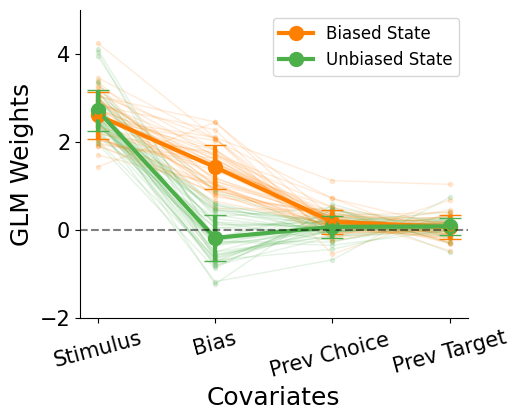 Biased State
Unbiased State
4
2
0
−2
GLM Weights
Stimulus
Bias
Prev Choice
Prev Target
Covariates